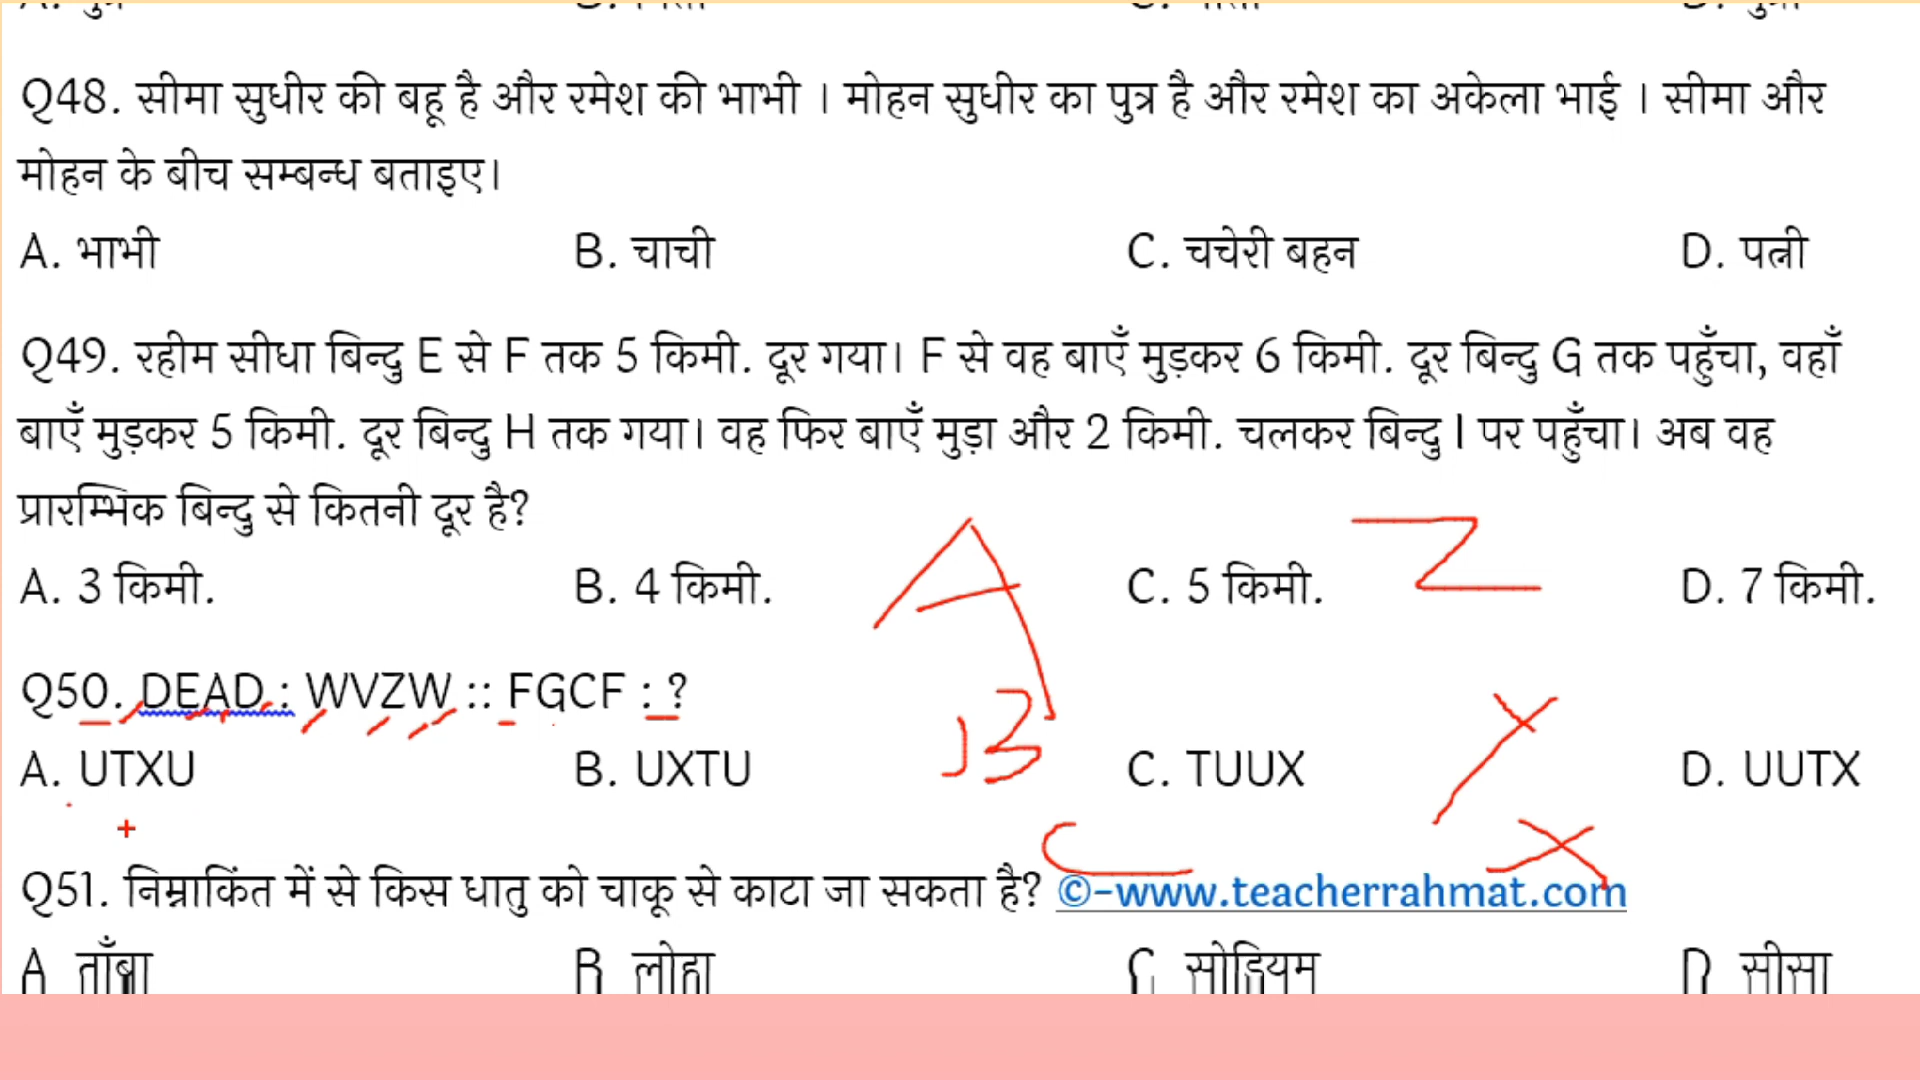 Q48. सीमा सुधीर की बहू है और रमेश की भाभी । मोहन सुधीर का पुत्र है और रमेश का अकेला भाई । सीमा और
मोहन के बीच सम्बन्ध बताइए।
A. भाभी B. चाची C. चचेरी बहन D. पत्नी
Q49. रहीम सीधा बिन्दु E से F तक 5 किमी. दूर गया। F से वह बाएँ मुड़कर 6 किमी. दूर बिन्दु G तक पहुँचा, वहाँ
बाएँ मुड़कर 5 किमी. दूर बिन्दु H तक गया। वह फिर बाएँ मुड़ा और 2 किमी. चलकर बिन्दु I पर पहुँचा। अब वह
प्रारम्भिक बिन्दु से कितनी दूर है?
A Z
A. 3 किमी. B. 4 किमी. C. 5 किमी. D. 7 किमी.
Q50. DEAD : WVZW :: FGCF : ?
B Y
A. UTXU B. UXTU C. TUUX D. UUTX
C X
Q51. निम्नाकिंत में से किस धातु को चाकू से काटा जा सकता है? ©-www.teacherrahmat.com
A ताँबा B लोहा C सोडियम D सीसा